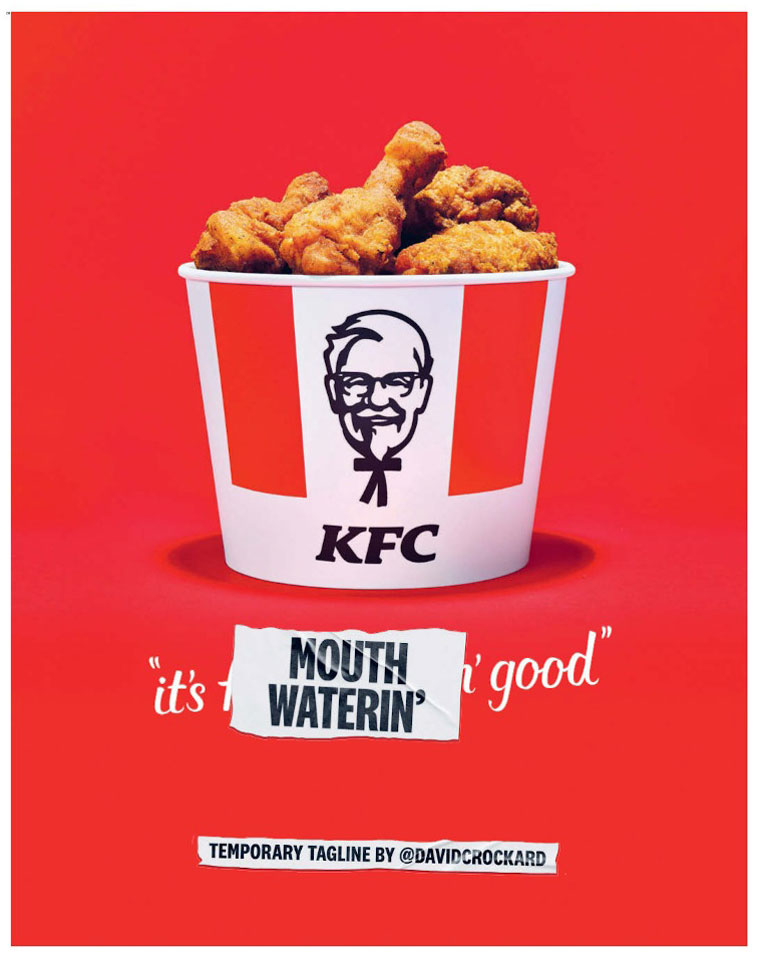 KFC
"it's MOUTH n' good"
WATERIN'
TEMPORARY TAGLINE BY @DAVIDCROCKARD